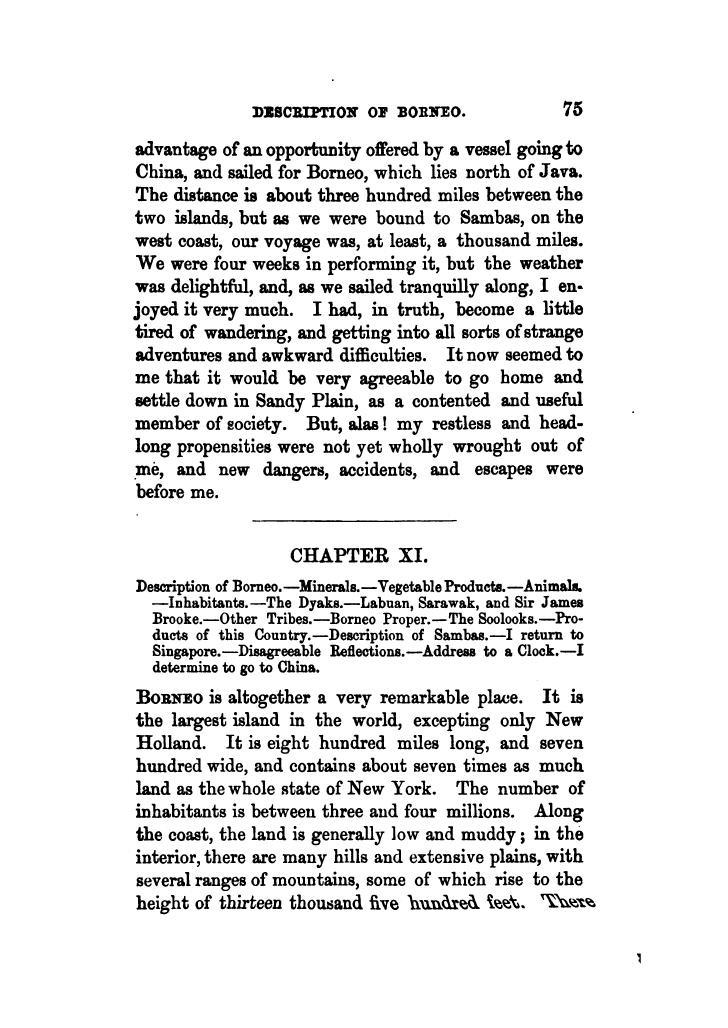 DESCRIPTION OF BORNEO. 75
advantage of an opportunity offered by a vessel going to
China, and sailed for Borneo, which lies north of Java.
The distance is about three hundred miles between the
two islands, but as we were bound to Sambas, on the
west coast, our voyage was, at least, a thousand miles.
We were four weeks in performing it, but the weather
was delightful, and, as we sailed tranquilly along, I en-
joyed it very much. I had, in truth, become a little
tired of wandering, and getting into all sorts of strange
adventures and awkward difficulties. It now seemed to
me that it would be very agreeable to go home and
settle down in Sandy Plain, as a contented and useful
member of society. But, alas! my restless and head-
long propensities were not yet wholly wrought out of
me, and new dangers, accidents, and escapes were
before me.
CHAPTER XI.
Description of Borneo.—Minerals.—Vegetable Products.—Animals.
—Inhabitants.—The Dyaks.—Labuan, Sarawak, and Sir James
Brooke.—Other Tribes.—Borneo Proper.—The Soolooks.—Pro-
ducts of this Country.—Description of Sambas.—I return to
Singapore.—Disagreeable Reflections.—Address to a Clock.—I
determine to go to China.
BORNEO is altogether a very remarkable place. It is
the largest island in the world, excepting only New
Holland. It is eight hundred miles long, and seven
hundred wide, and contains about seven times as much
land as the whole state of New York. The number of
inhabitants is between three and four millions. Along
the coast, the land is generally low and muddy; in the
interior, there are many hills and extensive plains, with
several ranges of mountains, some of which rise to the
height of thirteen thousand five hundred feet. There